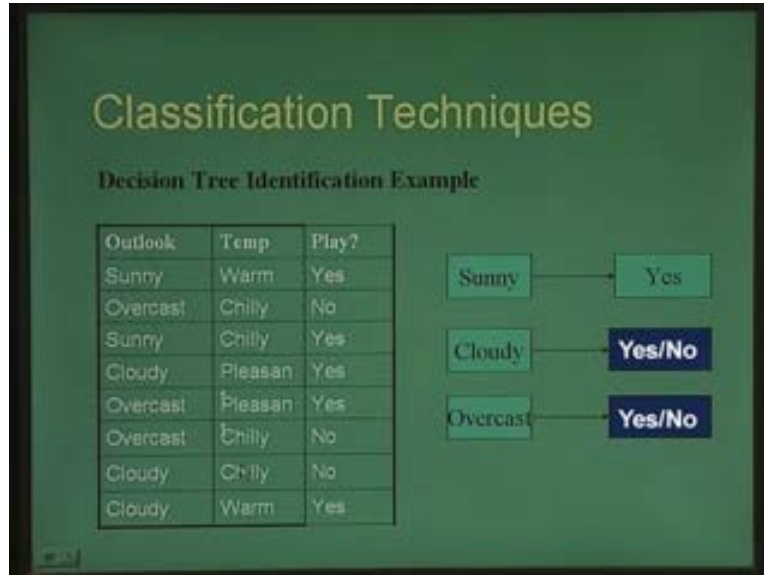 Classification Techniques
Decision Tree Identification Example
Outlook Temp Play?
Sunny Warm Yes
Overcast Chilly No
Sunny Chilly Yes
Cloudy Pleasan Yes
Overcast t Pleasan Yes
Overcast t Chilly No
Cloudy Chilly No
Cloudy Warm Yes
Sunny Yes
Cloudy Yes/No
Overcast Yes/No